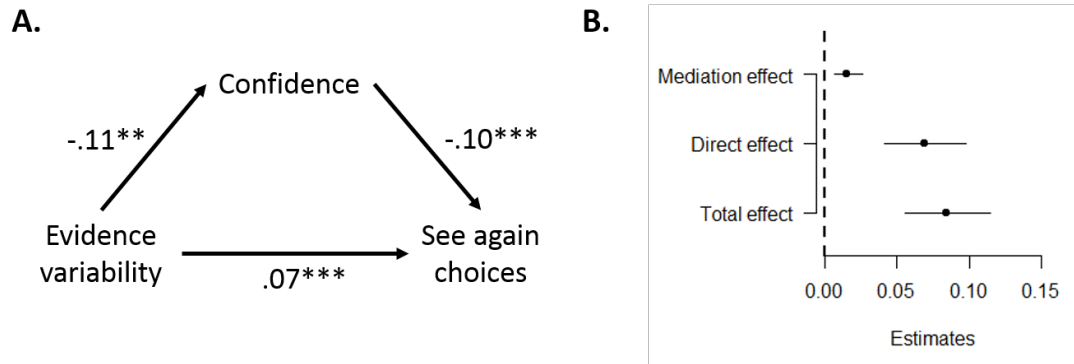 A.
Confidence
-.11**
-.10***
Evidence
variability
See again
choices
.07***
B.
Mediation effect
Direct effect
Total effect
0.00 0.05 0.10 0.15
Estimates